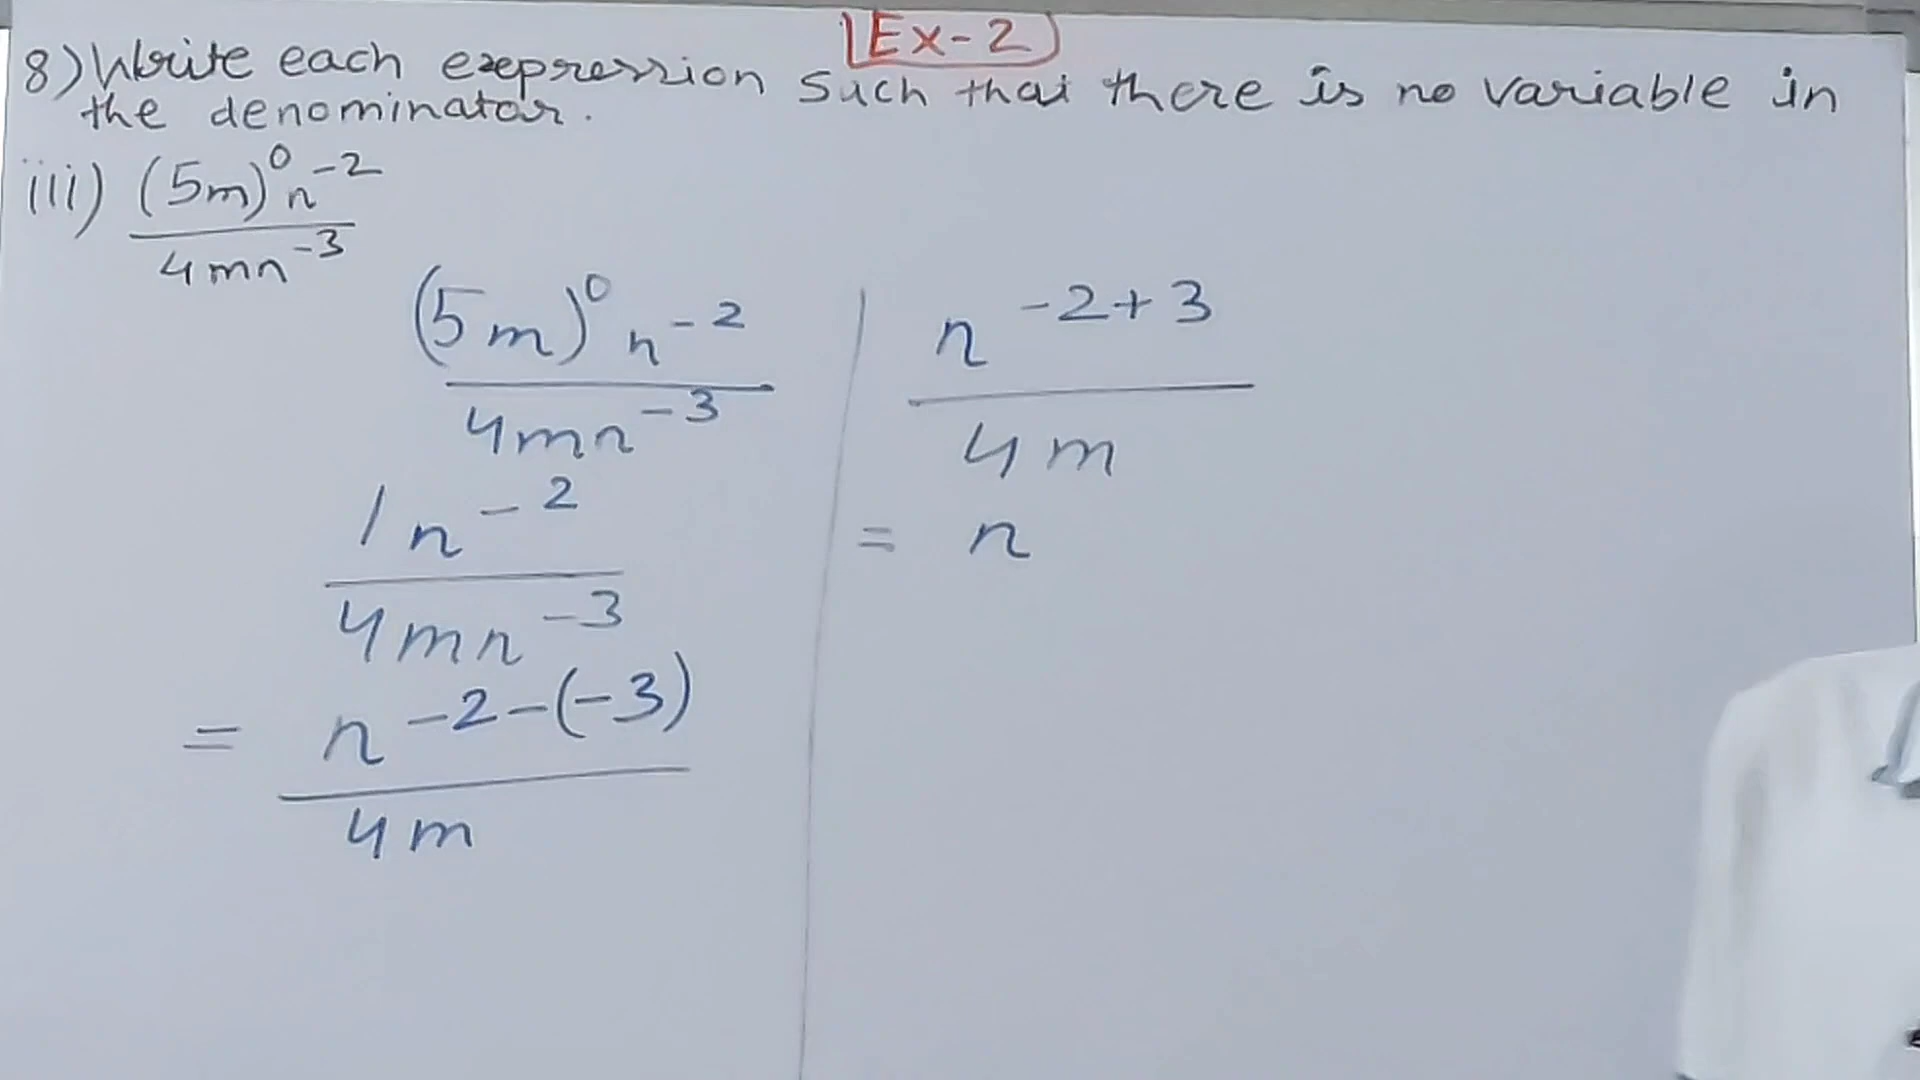 Ex-2
8) Write each exepression such that there is no variable in
the denominator.
iii) (5m)⁰n⁻²
4mn⁻³
(5m)⁰n⁻²
4mn⁻³
1n⁻²
4mn⁻³
= n⁻²⁻⁽⁻³⁾
4m
n⁻²⁺³
4m
= n